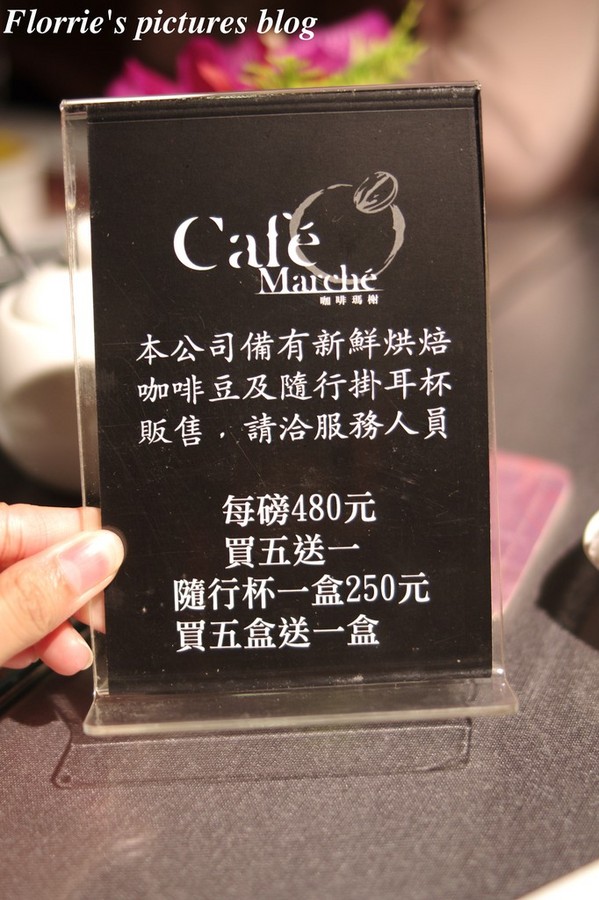 Florrie's pictures blog
Café
Marché
咖啡瑪榭
本公司備有新鮮烘焙
咖啡豆及隨行掛耳杯
販售，請洽服務人員
每磅480元
買五送一
隨行杯一盒250元
買五盒送一盒